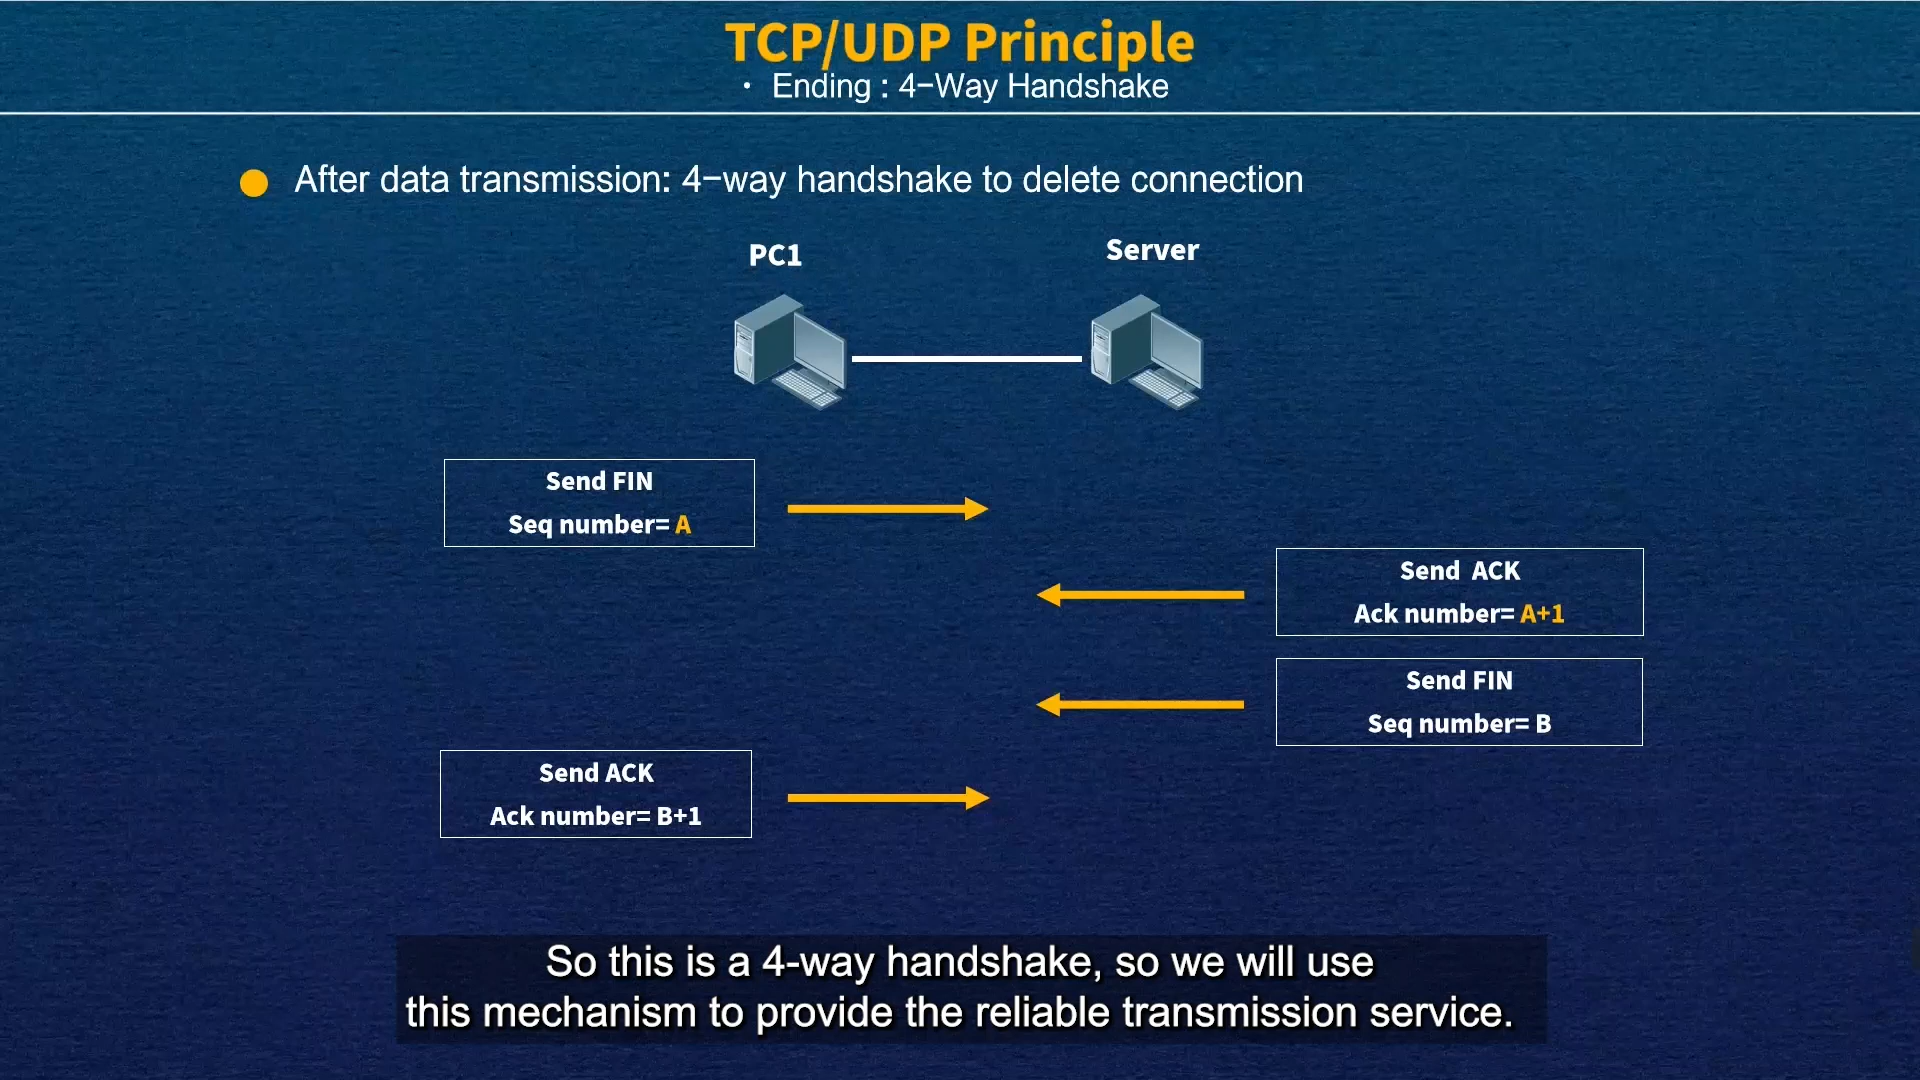 TCP/UDP Principle
· Ending : 4-Way Handshake
After data transmission: 4-way handshake to delete connection
PC1
Server
Send FIN
Seq number= A
Send ACK
Ack number= A+1
Send FIN
Seq number= B
Send ACK
Ack number= B+1
So this is a 4-way handshake, so we will use
this mechanism to provide the reliable transmission service.